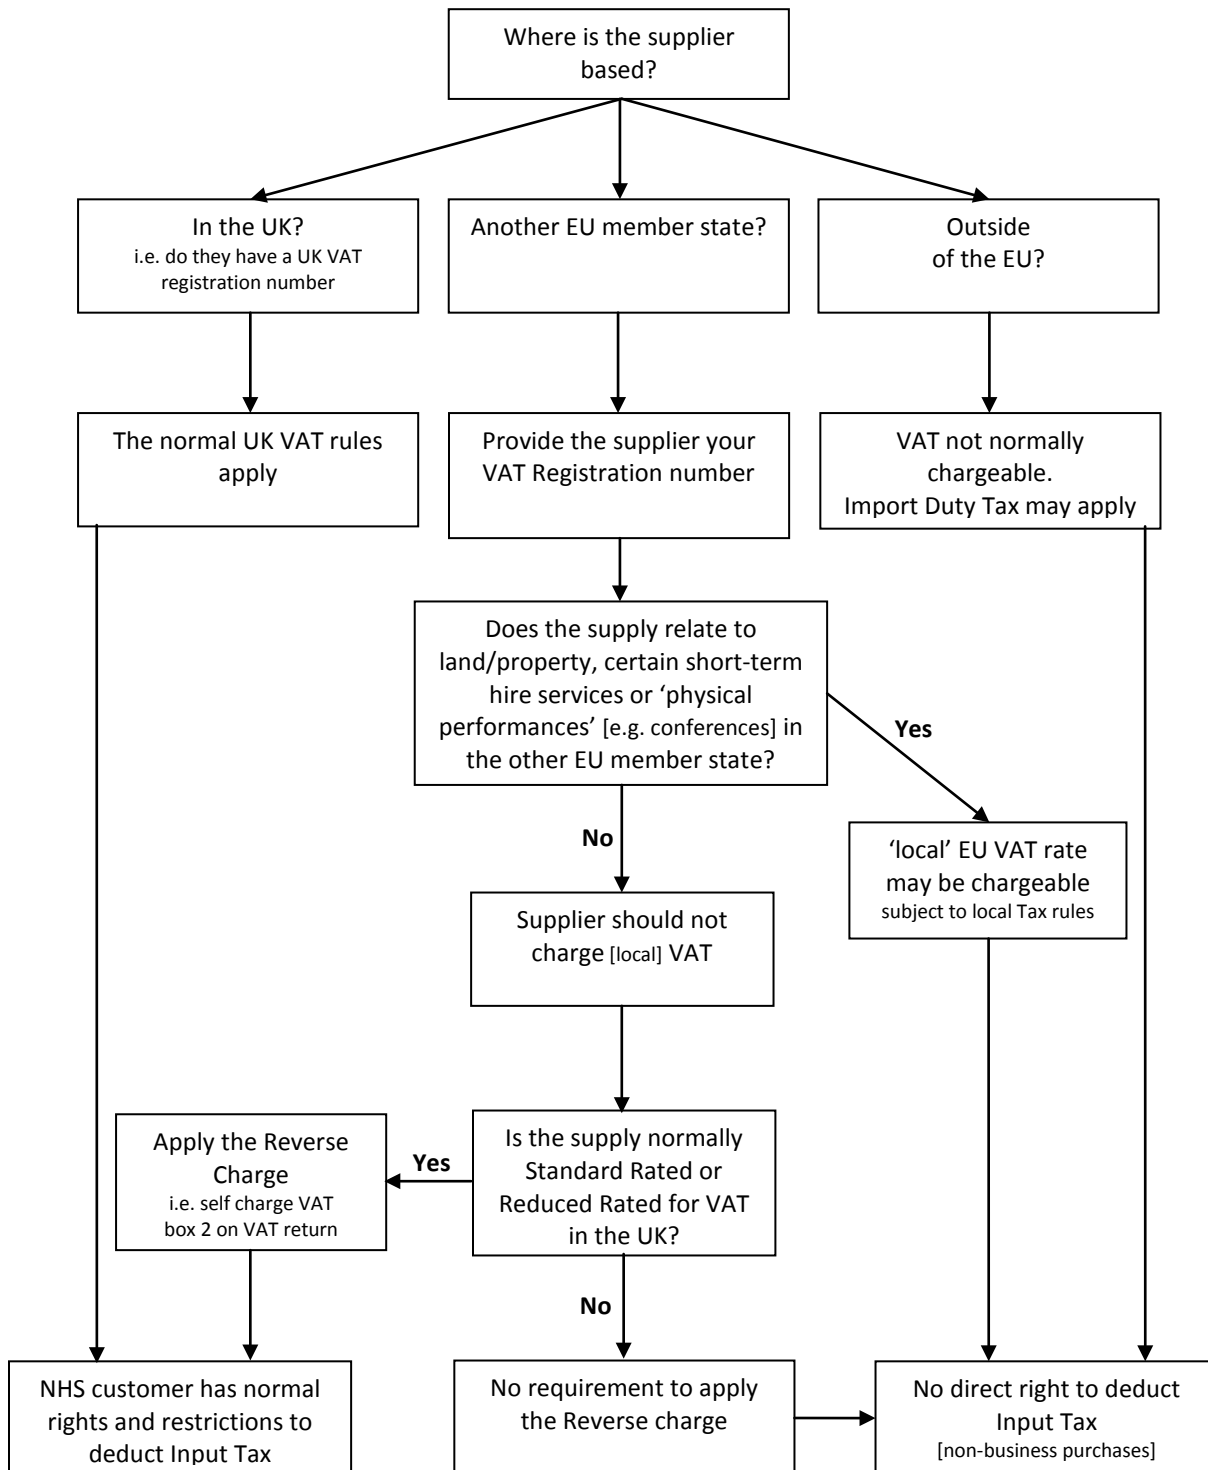 Where is the supplier
based?
In the UK?
i.e. do they have a UK VAT
registration number
Another EU member state?
Outside
of the EU?
The normal UK VAT rules
apply
Provide the supplier your
VAT Registration number
VAT not normally
chargeable.
Import Duty Tax may apply
Does the supply relate to
land/property, certain short-term
hire services or ‘physical
performances’ [e.g. conferences] in
the other EU member state?
Yes
No
‘local’ EU VAT rate
may be chargeable
subject to local Tax rules
Supplier should not
charge [local] VAT
Apply the Reverse
Charge
i.e. self charge VAT
box 2 on VAT return
Yes
Is the supply normally
Standard Rated or
Reduced Rated for VAT
in the UK?
No
NHS customer has normal
rights and restrictions to
deduct Input Tax
No requirement to apply
the Reverse charge
No direct right to deduct
Input Tax
[non-business purchases]